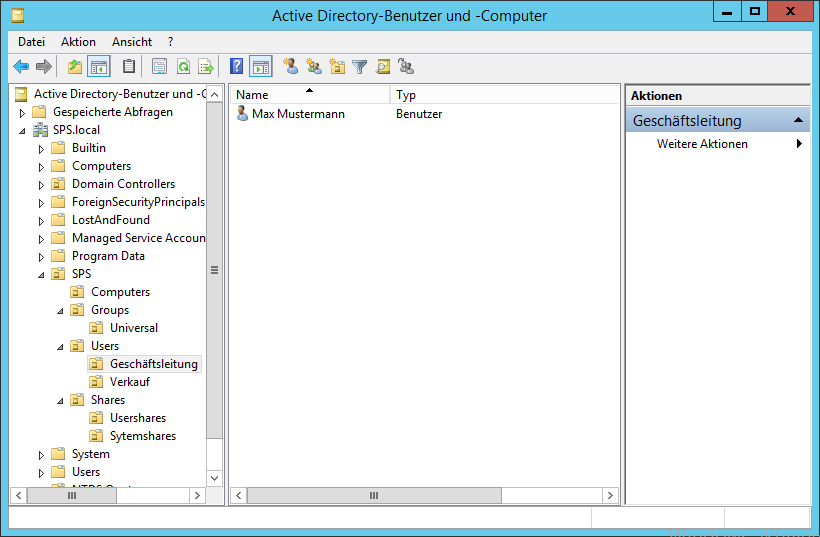 Active Directory-Benutzer und -Computer
Datei Aktion Ansicht ?
Active Directory-Benutzer und -C
Gespeicherte Abfragen
SPS.local
Builtin
Computers
Domain Controllers
ForeignSecurityPrincipals
LostAndFound
Managed Service Accoun
Program Data
SPS
Computers
Groups
Universal
Users
Geschäftsleitung
Verkauf
Shares
Usershares
Sytemshares
System
Users
Name Typ
Max Mustermann Benutzer
Aktionen
Geschäftsleitung
Weitere Aktionen